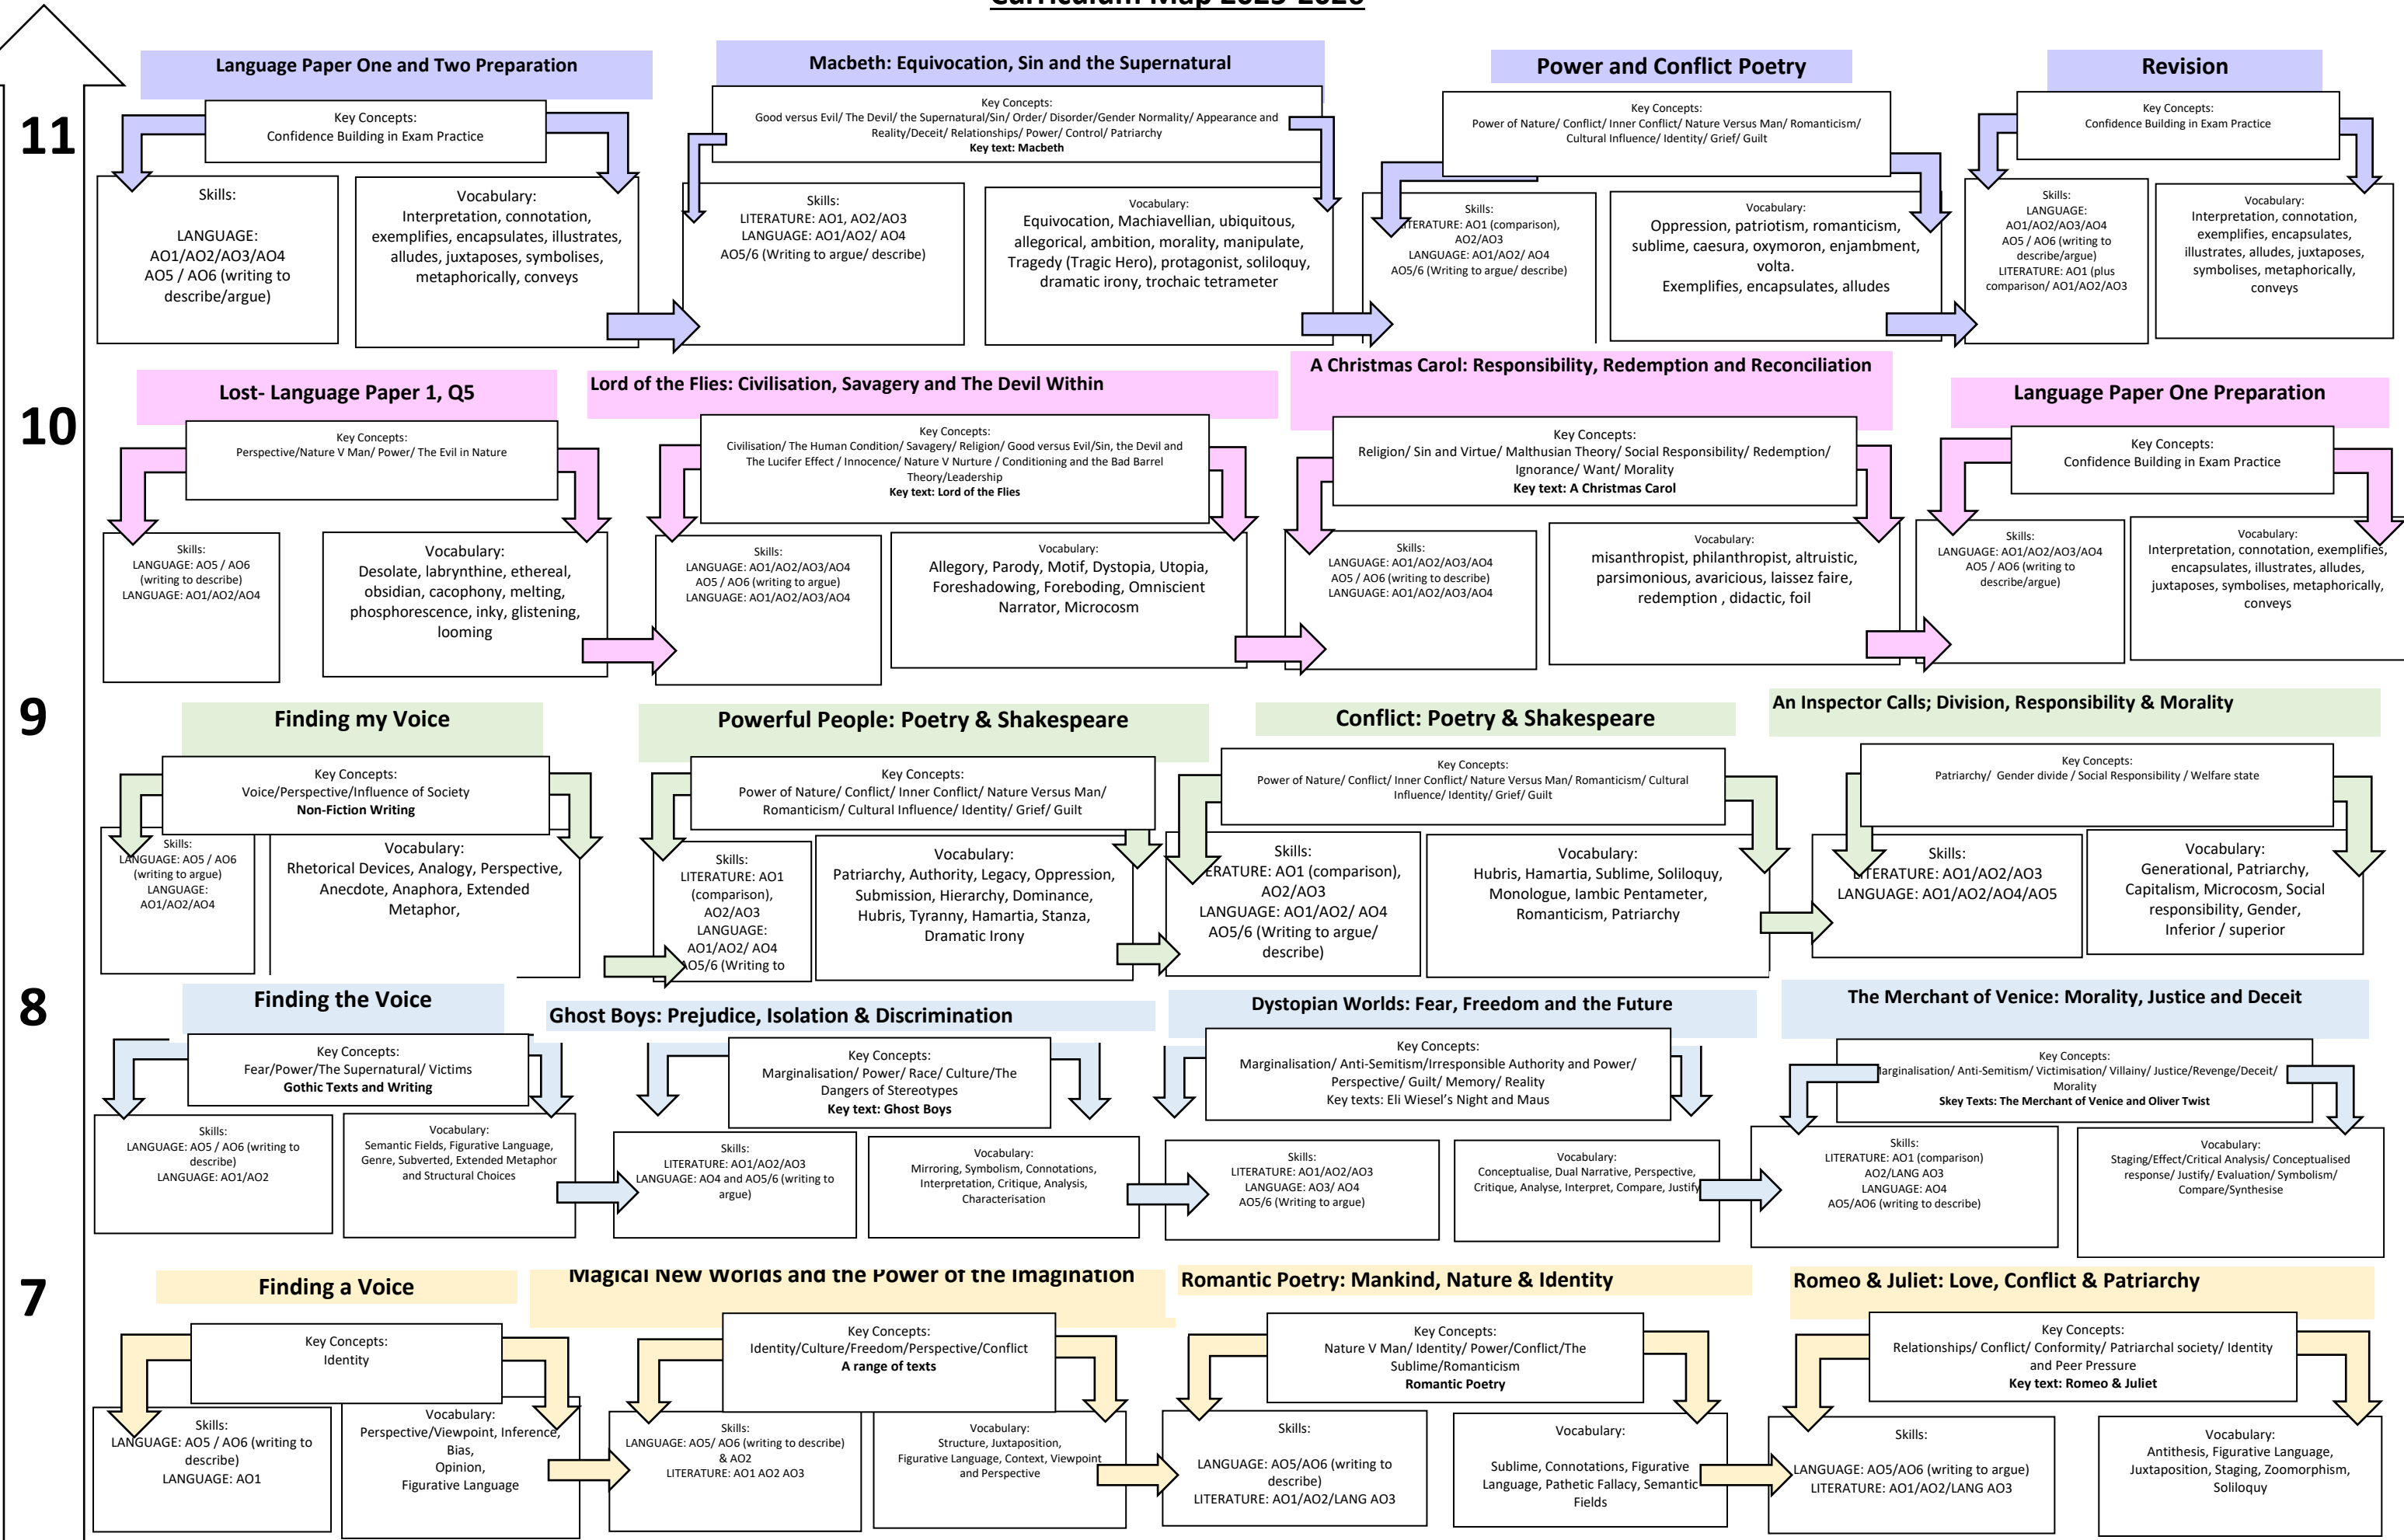 Curriculum Map 2025-2026
11
Language Paper One and Two Preparation
Key Concepts:
Confidence Building in Exam Practice
Skills:
LANGUAGE:
AO1/AO2/AO3/AO4
AO5 / AO6 (writing to
describe/argue)
Vocabulary:
Interpretation, connotation,
exemplifies, encapsulates, illustrates,
alludes, juxtaposes, symbolises,
metaphorically, conveys
Macbeth: Equivocation, Sin and the Supernatural
Key Concepts:
Good versus Evil/ The Devil/ the Supernatural/Sin/ Order/ Disorder/Gender Normality/ Appearance and
Reality/Deceit/ Relationships/ Power/ Control/ Patriarchy
Key text: Macbeth
Skills:
LITERATURE: AO1, AO2/AO3
LANGUAGE: AO1/AO2/ AO4
AO5/6 (Writing to argue/ describe)
Vocabulary:
Equivocation, Machiavellian, ubiquitous,
allegorical, ambition, morality, manipulate,
Tragedy (Tragic Hero), protagonist, soliloquy,
dramatic irony, trochaic tetrameter
Power and Conflict Poetry
Key Concepts:
Power of Nature/ Conflict/ Inner Conflict/ Nature Versus Man/ Romanticism/
Cultural Influence/ Identity/ Grief/ Guilt
Skills:
ITERATURE: AO1 (comparison),
AO2/AO3
LANGUAGE: AO1/AO2/ AO4
AO5/6 (Writing to argue/ describe)
Vocabulary:
Oppression, patriotism, romanticism,
sublime, caesura, oxymoron, enjambment,
volta.
Exemplifies, encapsulates, alludes
Revision
Key Concepts:
Confidence Building in Exam Practice
Skills:
LANGUAGE:
AO1/AO2/AO3/AO4
AO5 / AO6 (writing to
describe/argue)
LITERATURE: AO1 (plus
comparison/ AO1/AO2/AO3
Vocabulary:
Interpretation, connotation,
exemplifies, encapsulates,
illustrates, alludes, juxtaposes,
symbolises, metaphorically,
conveys
10
Lost- Language Paper 1, Q5
Key Concepts:
Perspective/Nature V Man/ Power/ The Evil in Nature
Skills:
LANGUAGE: AO5 / AO6
(writing to describe)
LANGUAGE: AO1/AO2/AO4
Vocabulary:
Desolate, labrynthine, ethereal,
obsidian, cacophony, melting,
phosphorescence, inky, glistening,
looming
Lord of the Flies: Civilisation, Savagery and The Devil Within
Key Concepts:
Civilisation/ The Human Condition/ Savagery/ Religion/ Good versus Evil/Sin, the Devil and
The Lucifer Effect / Innocence/ Nature V Nurture / Conditioning and the Bad Barrel
Theory/Leadership
Key text: Lord of the Flies
Skills:
LANGUAGE: AO1/AO2/AO3/AO4
AO5 / AO6 (writing to argue)
LANGUAGE: AO1/AO2/AO3/AO4
Vocabulary:
Allegory, Parody, Motif, Dystopia, Utopia,
Foreshadowing, Foreboding, Omniscient
Narrator, Microcosm
A Christmas Carol: Responsibility, Redemption and Reconciliation
Key Concepts:
Religion/ Sin and Virtue/ Malthusian Theory/ Social Responsibility/ Redemption/
Ignorance/ Want/ Morality
Key text: A Christmas Carol
Skills:
LANGUAGE: AO1/AO2/AO3/AO4
AO5 / AO6 (writing to describe)
LANGUAGE: AO1/AO2/AO3/AO4
Vocabulary:
misanthropist, philanthropist, altruistic,
parsimonious, avaricious, laissez faire,
redemption , didactic, foil
Language Paper One Preparation
Key Concepts:
Confidence Building in Exam Practice
Skills:
LANGUAGE: AO1/AO2/AO3/AO4
AO5 / AO6 (writing to
describe/argue)
Vocabulary:
Interpretation, connotation, exemplifies,
encapsulates, illustrates, alludes,
juxtaposes, symbolises, metaphorically,
conveys
9
Finding my Voice
Key Concepts:
Voice/Perspective/Influence of Society
Non-Fiction Writing
Skills:
LANGUAGE: AO5 / AO6
(writing to argue)
LANGUAGE:
AO1/AO2/AO4
Vocabulary:
Rhetorical Devices, Analogy, Perspective,
Anecdote, Anaphora, Extended
Metaphor,
Powerful People: Poetry & Shakespeare
Key Concepts:
Power of Nature/ Conflict/ Inner Conflict/ Nature Versus Man/
Romanticism/ Cultural Influence/ Identity/ Grief/ Guilt
Skills:
LITERATURE: AO1
(comparison),
AO2/AO3
LANGUAGE:
AO1/AO2/ AO4
AO5/6 (Writing to
Vocabulary:
Patriarchy, Authority, Legacy, Oppression,
Submission, Hierarchy, Dominance,
Hubris, Tyranny, Hamartia, Stanza,
Dramatic Irony
Conflict: Poetry & Shakespeare
Key Concepts:
Power of Nature/ Conflict/ Inner Conflict/ Nature Versus Man/ Romanticism/ Cultural
Influence/ Identity/ Grief/ Guilt
Skills:
ERATURE: AO1 (comparison),
AO2/AO3
LANGUAGE: AO1/AO2/ AO4
AO5/6 (Writing to argue/
describe)
Vocabulary:
Hubris, Hamartia, Sublime, Soliloquy,
Monologue, Iambic Pentameter,
Romanticism, Patriarchy
An Inspector Calls; Division, Responsibility & Morality
Key Concepts:
Patriarchy/ Gender divide / Social Responsibility / Welfare state
Skills:
LITERATURE: AO1/AO2/AO3
LANGUAGE: AO1/AO2/AO4/AO5
Vocabulary:
Generational, Patriarchy,
Capitalism, Microcosm, Social
responsibility, Gender,
Inferior / superior
8
Finding the Voice
Key Concepts:
Fear/Power/The Supernatural/ Victims
Gothic Texts and Writing
Skills:
LANGUAGE: AO5 / AO6 (writing to
describe)
LANGUAGE: AO1/AO2
Vocabulary:
Semantic Fields, Figurative Language,
Genre, Subverted, Extended Metaphor
and Structural Choices
Ghost Boys: Prejudice, Isolation & Discrimination
Key Concepts:
Marginalisation/ Power/ Race/ Culture/The
Dangers of Stereotypes
Key text: Ghost Boys
Skills:
LITERATURE: AO1/AO2/AO3
LANGUAGE: AO4 and AO5/6 (writing to
argue)
Vocabulary:
Mirroring, Symbolism, Connotations,
Interpretation, Critique, Analysis,
Characterisation
Dystopian Worlds: Fear, Freedom and the Future
Key Concepts:
Marginalisation/ Anti-Semitism/Irresponsible Authority and Power/
Perspective/ Guilt/ Memory/ Reality
Key texts: Eli Wiesel's Night and Maus
Skills:
LITERATURE: AO1/AO2/AO3
LANGUAGE: AO3/ AO4
AO5/6 (Writing to argue)
Vocabulary:
Conceptualise, Dual Narrative, Perspective,
Critique, Analyse, Interpret, Compare, Justify
The Merchant of Venice: Morality, Justice and Deceit
Key Concepts:
Marginalisation/ Anti-Semitism/ Victimisation/ Villainy/ Justice/Revenge/Deceit/
Morality
Skey Texts: The Merchant of Venice and Oliver Twist
Skills:
LITERATURE: AO1 (comparison)
AO2/LANG AO3
LANGUAGE: AO4
AO5/AO6 (writing to describe)
Vocabulary:
Staging/Effect/Critical Analysis/ Conceptualised
response/ Justify/ Evaluation/ Symbolism/
Compare/Synthesise
7
Finding a Voice
Key Concepts:
Identity
Skills:
LANGUAGE: AO5 / AO6 (writing to
describe)
LANGUAGE: AO1
Vocabulary:
Perspective/Viewpoint, Inference,
Bias,
Opinion,
Figurative Language
Magical New Worlds and the Power of the Imagination
Key Concepts:
Identity/Culture/Freedom/Perspective/Conflict
A range of texts
Skills:
LANGUAGE: AO5/ AO6 (writing to describe)
& AO2
LITERATURE: AO1 AO2 AO3
Vocabulary:
Structure, Juxtaposition,
Figurative Language, Context, Viewpoint
and Perspective
Romantic Poetry: Mankind, Nature & Identity
Key Concepts:
Nature V Man/ Identity/ Power/Conflict/The
Sublime/Romanticism
Romantic Poetry
Skills:
LANGUAGE: AO5/AO6 (writing to
describe)
LITERATURE: AO1/AO2/LANG AO3
Vocabulary:
Sublime, Connotations, Figurative
Language, Pathetic Fallacy, Semantic
Fields
Romeo & Juliet: Love, Conflict & Patriarchy
Key Concepts:
Relationships/ Conflict/ Conformity/ Patriarchal society/ Identity
and Peer Pressure
Key text: Romeo & Juliet
Skills:
LANGUAGE: AO5/AO6 (writing to argue)
LITERATURE: AO1/AO2/LANG AO3
Vocabulary:
Antithesis, Figurative Language,
Juxtaposition, Staging, Zoomorphism,
Soliloquy